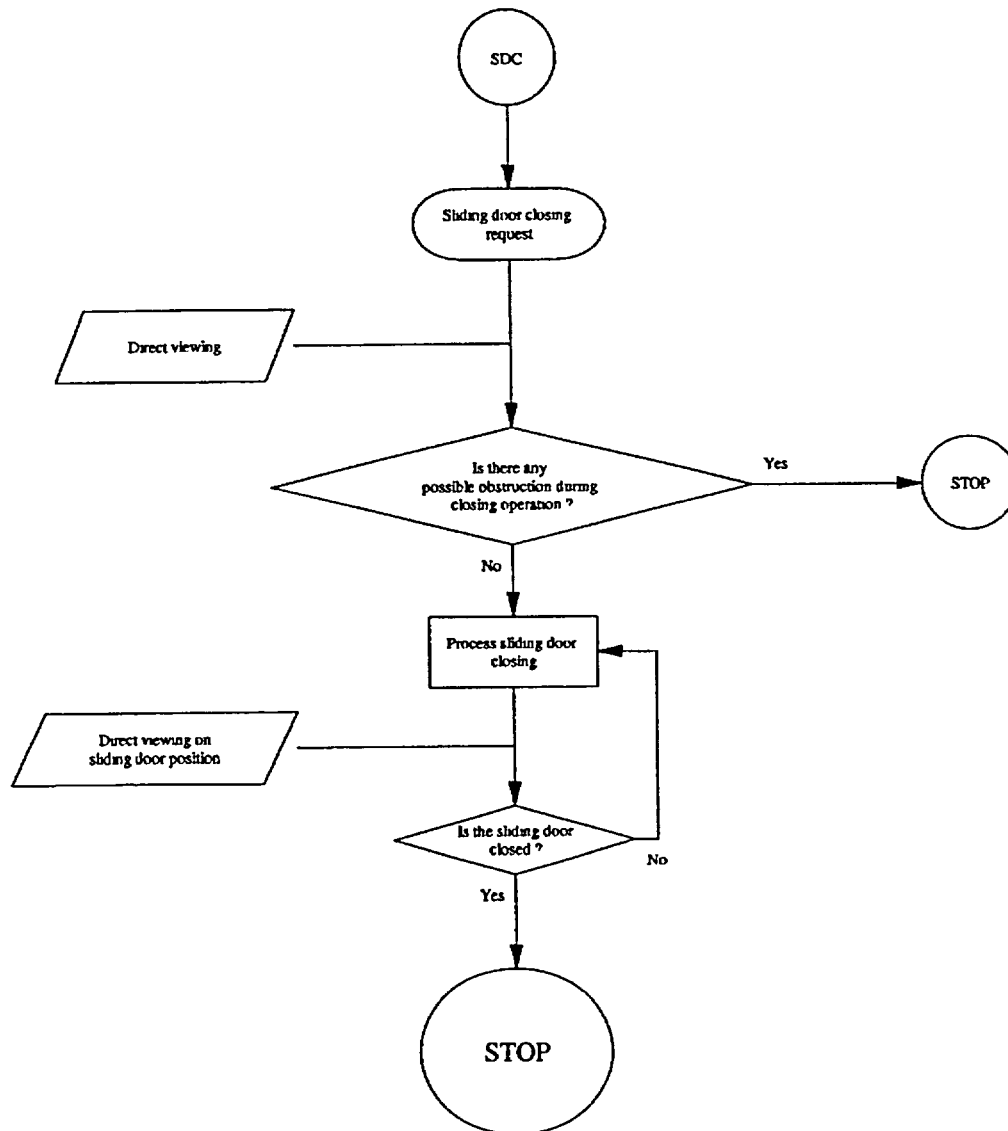 SDC
Sliding door closing
request
Direct viewing
Is there any
possible obstruction during
closing operation ?
Yes
STOP
No
Process sliding door
closing
Direct viewing on
sliding door position
Is the sliding door
closed ?
No
Yes
STOP